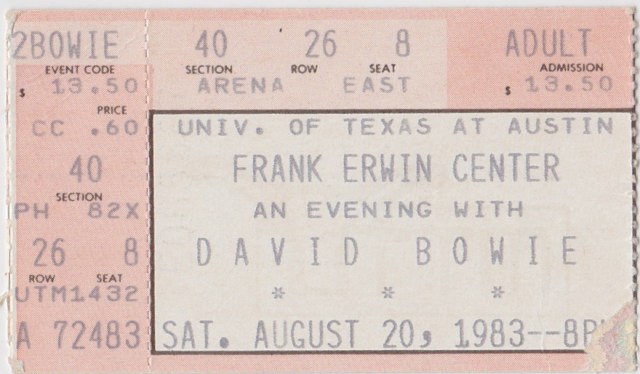 2BOWIE 40 26 8 ADULT
EVENT CODE SECTION ROW SEAT ADMISSION
$ 13.50 ARENA EAST $ 13.50
PRICE
CC .60 UNIV. OF TEXAS AT AUSTIN
40 FRANK ERWIN CENTER
SECTION
PH 82X AN EVENING WITH
26 8 DAVID BOWIE
ROW SEAT
UTM1432 * * *
A 72483 SAT. AUGUST 20, 1983--8P